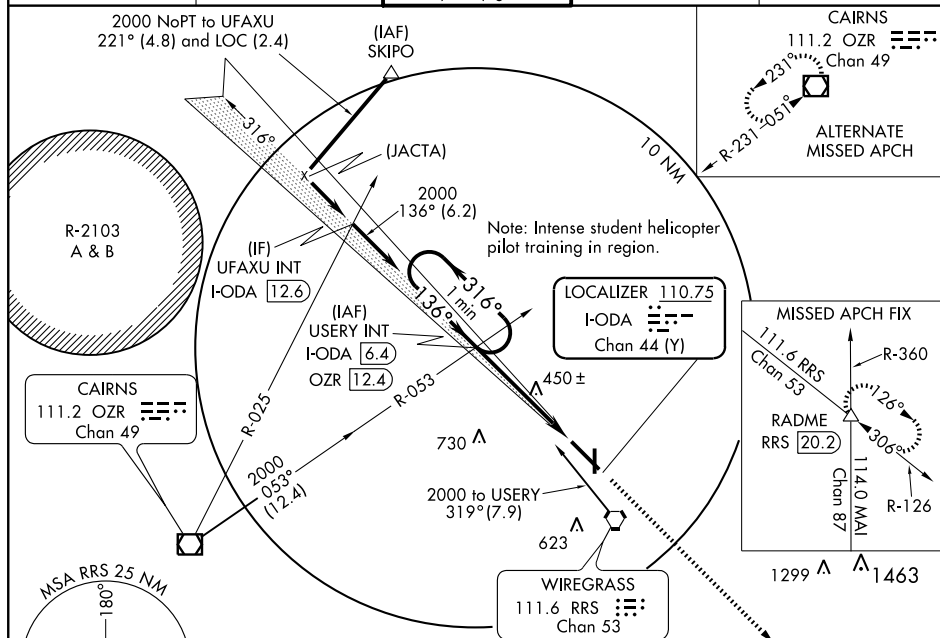 2000 NoPT to UFAXU
221° (4.8) and LOC (2.4)
(IAF)
SKIPO
CAIRNS
111.2 OZR
Chan 49
231°
R-231
051°
ALTERNATE
MISSED APCH
316°
(JACTA)
10 NM
R-2103
A & B
2000
136° (6.2)
Note: Intense student helicopter
pilot training in region.
(IF)
UFAXU INT
I-ODA 12.6
316°
1 min
136°
LOCALIZER 110.75
I-ODA
Chan 44 (Y)
(IAF)
USERY INT
I-ODA 6.4
OZR 12.4
MISSED APCH FIX
111.6 RRS
Chan 53
R-360
126°
RADME
RRS 20.2
306°
114.0 MAI
Chan 87
R-126
CAIRNS
111.2 OZR
Chan 49
R-025
R-053
450 ±
730
2000
053°
(12.4)
2000 to USERY
319° (7.9)
623
WIREGRASS
111.6 RRS
Chan 53
1299
1463
MSA RRS 25 NM
180°